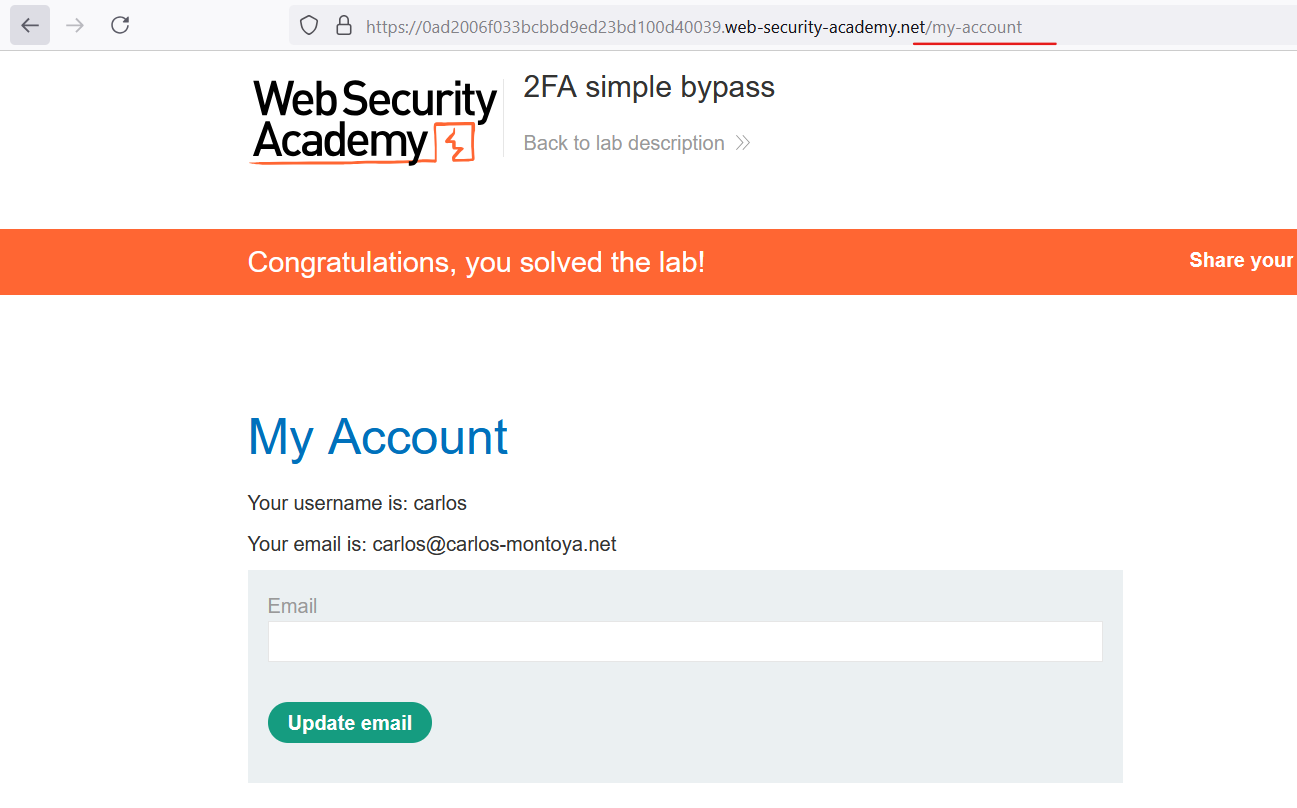 https://0ad2006f033bcbbd9ed23bd100d40039.web-security-academy.net/my-account
Web Security
Academy
2FA simple bypass
Back to lab description
Congratulations, you solved the lab!
Share your
My Account
Your username is: carlos
Your email is: carlos@carlos-montoya.net
Email
Update email